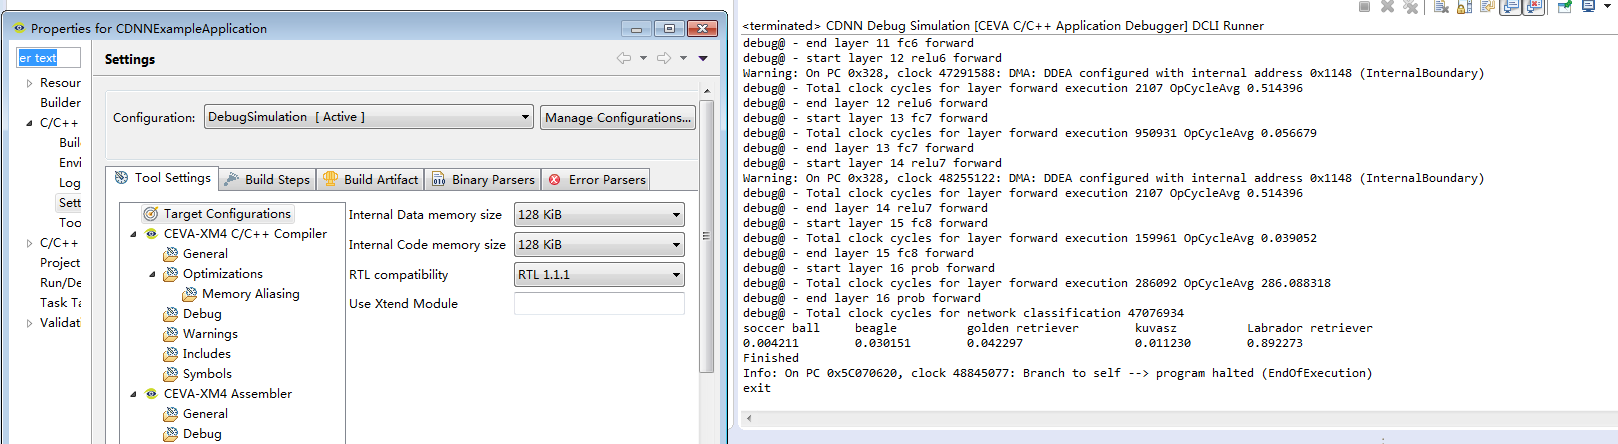 Properties for CDNNExampleApplication
er text
Resour
Builder
C/C++
Buil
Envi
Log
Sett
Too
C/C++
Project
Run/De
Task Ta
Validati
Settings
Configuration:
DebugSimulation [ Active ]
Manage Configurations...
Tool Settings
Build Steps
Build Artifact
Binary Parsers
Error Parsers
Target Configurations
CEVA-XM4 C/C++ Compiler
General
Optimizations
Memory Aliasing
Debug
Warnings
Includes
Symbols
CEVA-XM4 Assembler
General
Debug
Internal Data memory size
128 KiB
Internal Code memory size
128 KiB
RTL compatibility
RTL 1.1.1
Use Xtend Module
<terminated> CDNN Debug Simulation [CEVA C/C++ Application Debugger] DCLI Runner
debug@ - end layer 11 fc6 forward
debug@ - start layer 12 relu6 forward
Warning: On PC 0x328, clock 47291588: DMA: DDEA configured with internal address 0x1148 (InternalBoundary)
debug@ - Total clock cycles for layer forward execution 2107 OpCycleAvg 0.514396
debug@ - end layer 12 relu6 forward
debug@ - start layer 13 fc7 forward
debug@ - Total clock cycles for layer forward execution 950931 OpCycleAvg 0.056679
debug@ - end layer 13 fc7 forward
debug@ - start layer 14 relu7 forward
Warning: On PC 0x328, clock 48255122: DMA: DDEA configured with internal address 0x1148 (InternalBoundary)
debug@ - Total clock cycles for layer forward execution 2107 OpCycleAvg 0.514396
debug@ - end layer 14 relu7 forward
debug@ - start layer 15 fc8 forward
debug@ - Total clock cycles for layer forward execution 159961 OpCycleAvg 0.039052
debug@ - end layer 15 fc8 forward
debug@ - start layer 16 prob forward
debug@ - Total clock cycles for layer forward execution 286092 OpCycleAvg 286.088318
debug@ - end layer 16 prob forward
debug@ - Total clock cycles for network classification 47076934
soccer ball beagle golden retriever kuvasz Labrador retriever
0.004211 0.030151 0.042297 0.011230 0.892273
Finished
Info: On PC 0x5C070620, clock 48845077: Branch to self --> program halted (EndOfExecution)
exit